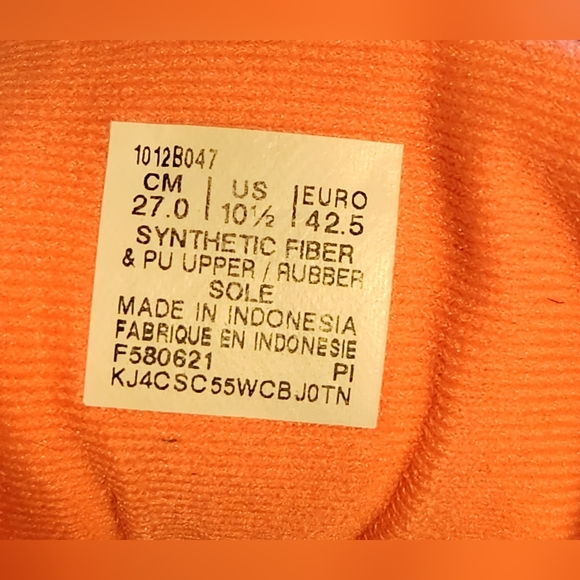 1012B047
CM | US | EURO
27.0 | 10½ | 42.5
SYNTHETIC FIBER
& PU UPPER / RUBBER
SOLE
MADE IN INDONESIA
FABRIQUE EN INDONESIE
F580621 PI
KJ4CSC55WCBJ0TN